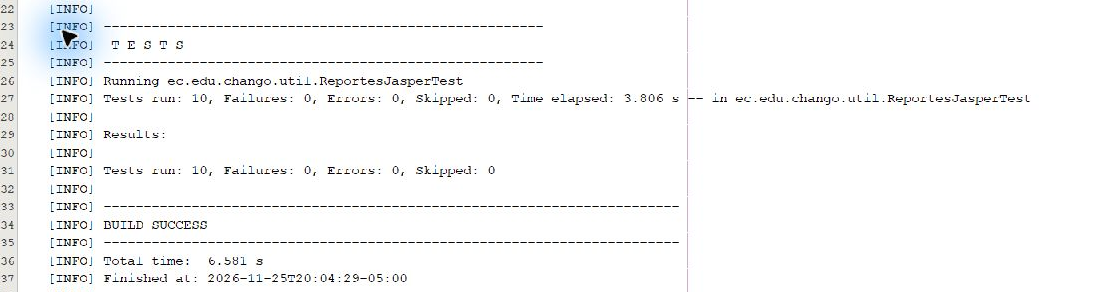 22 [INFO]
23 [INFO] -------------------------------------------------------
24 [INFO]  T E S T S
25 [INFO] -------------------------------------------------------
26 [INFO] Running ec.edu.chango.util.ReportesJasperTest
27 [INFO] Tests run: 10, Failures: 0, Errors: 0, Skipped: 0, Time elapsed: 3.806 s -- in ec.edu.chango.util.ReportesJasperTest
28 [INFO]
29 [INFO] Results:
30 [INFO]
31 [INFO] Tests run: 10, Failures: 0, Errors: 0, Skipped: 0
32 [INFO]
33 [INFO] ------------------------------------------------------------------------
34 [INFO] BUILD SUCCESS
35 [INFO] ------------------------------------------------------------------------
36 [INFO] Total time:  6.581 s
37 [INFO] Finished at: 2026-11-25T20:04:29-05:00